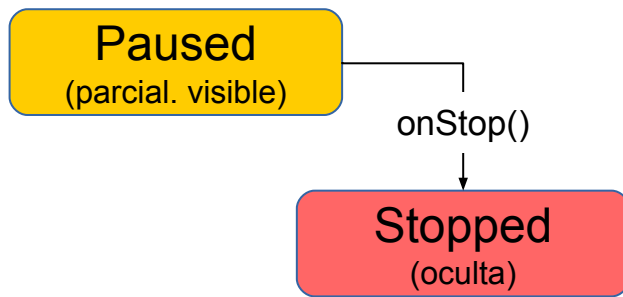 Paused
(parcial. visible)
onStop()
Stopped
(oculta)